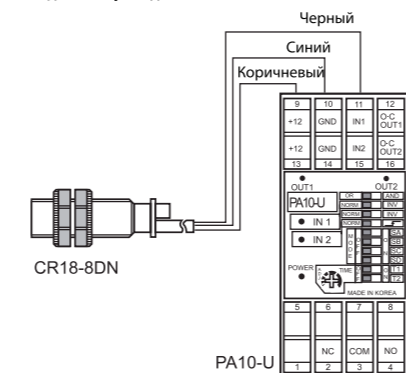 Черный
Синий
Коричневый
9 10 11 12
+12 GND IN1 O·C OUT1
+12 GND IN2 O·C OUT2
13 14 15 16
OUT1 OUT2
PA10-U
OR AND
NORM INV
NORM INV
NORM
IN 1
IN 2
MODE
SA
SB
SC
SD
POWER
TIME
T1
T2
MADE IN KOREA
5 6 7 8
NC COM NO
1 2 3 4
CR18-8DN
PA10-U